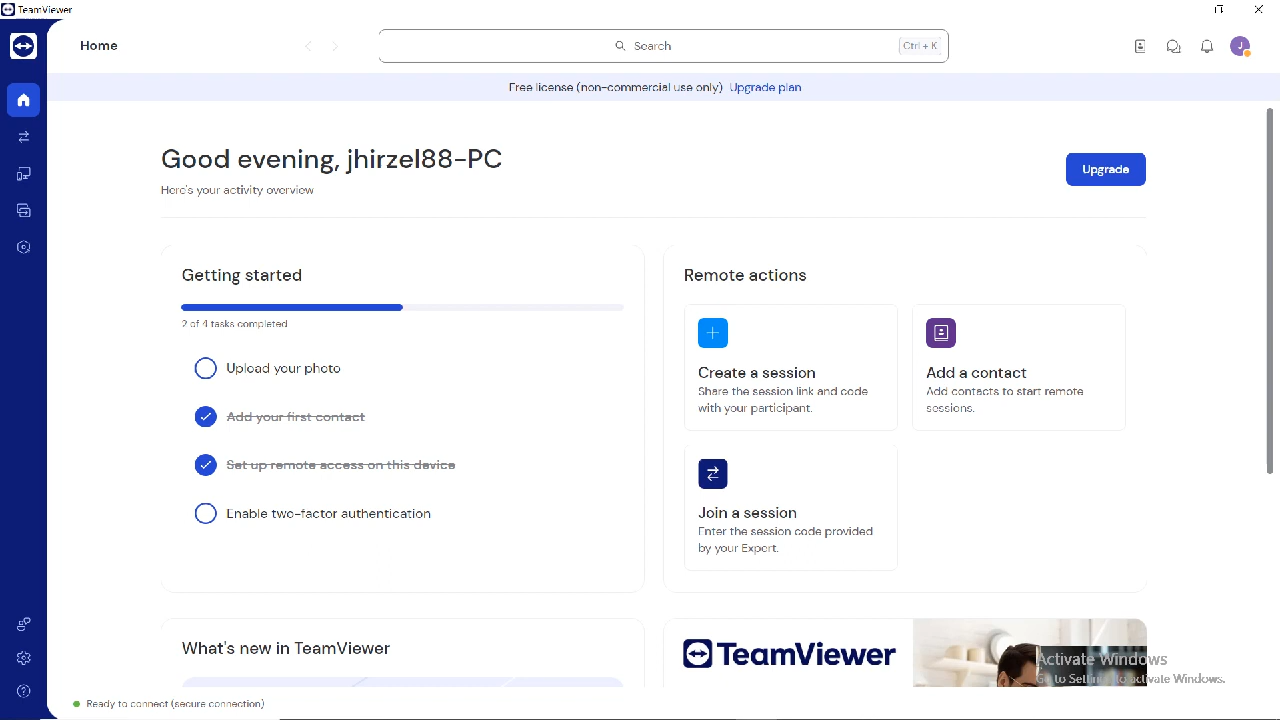 TeamViewer
Home
Search
Ctrl + K
J
Free license (non-commercial use only) Upgrade plan
Good evening, jhirzel88-PC
Here's your activity overview
Upgrade
Getting started
2 of 4 tasks completed
Upload your photo
Add your first contact
Set up remote access on this device
Enable two-factor authentication
Remote actions
Create a session
Share the session link and code
with your participant.
Add a contact
Add contacts to start remote
sessions.
Join a session
Enter the session code provided
by your Expert.
What's new in TeamViewer
TeamViewer
Activate Windows
Go to Settings to activate Windows.
Ready to connect (secure connection)